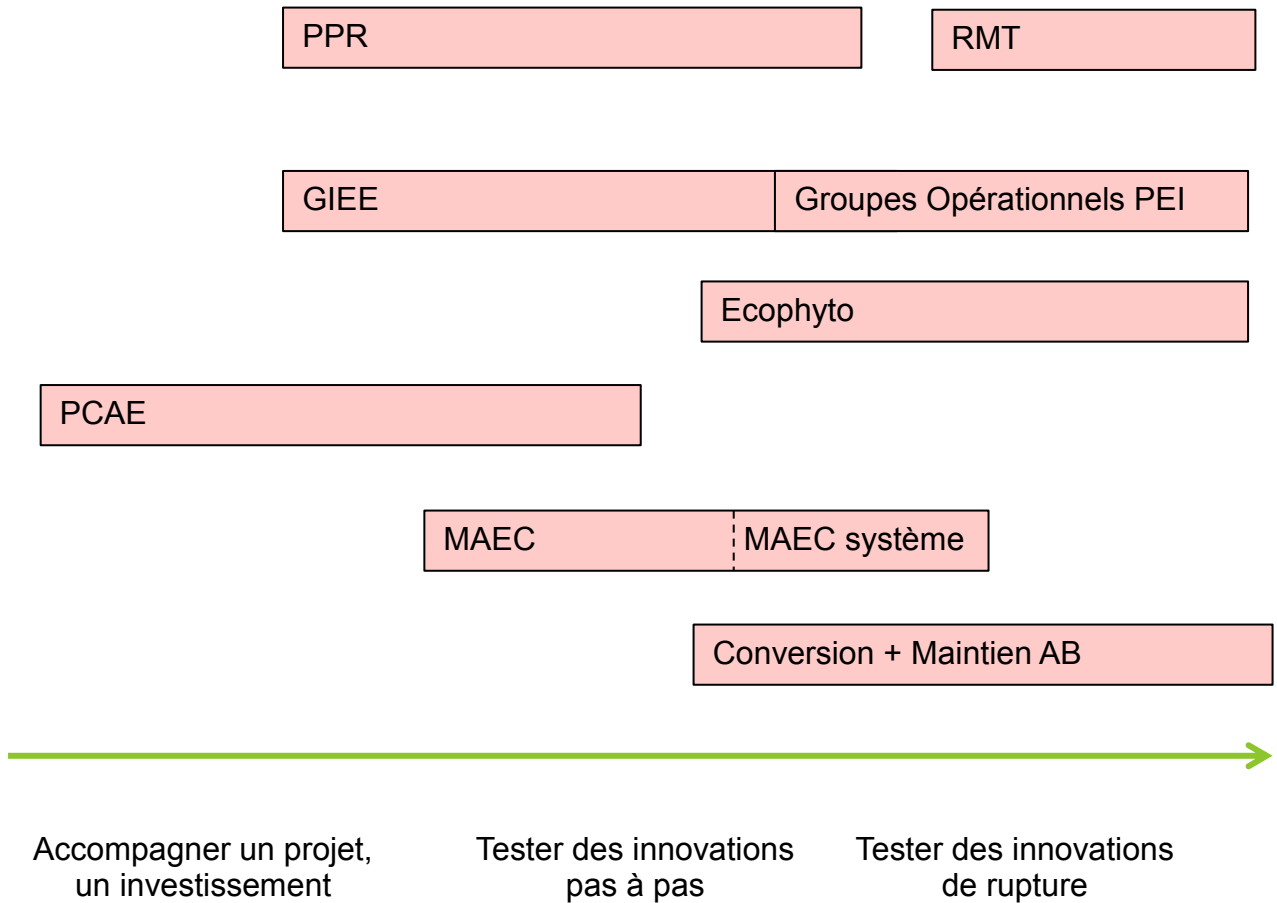 PPR
RMT
GIEE
Groupes Opérationnels PEI
Ecophyto
PCAE
MAEC
MAEC système
Conversion + Maintien AB
Accompagner un projet,
un investissement
Tester des innovations
pas à pas
Tester des innovations
de rupture